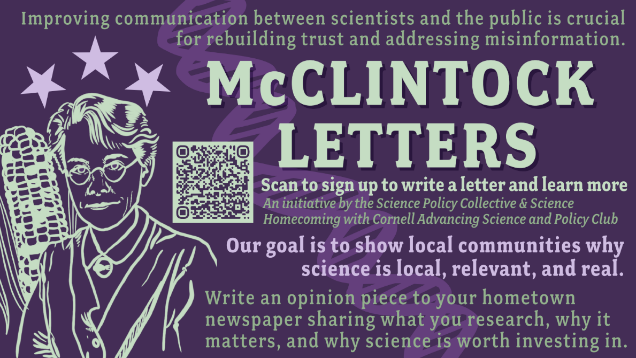 Improving communication between scientists and the public is crucial
for rebuilding trust and addressing misinformation.
McCLINTOCK
LETTERS
Scan to sign up to write a letter and learn more
An initiative by the Science Policy Collective & Science
Homecoming with Cornell Advancing Science and Policy Club
Our goal is to show local communities why
science is local, relevant, and real.
Write an opinion piece to your hometown
newspaper sharing what you research, why it
matters, and why science is worth investing in.